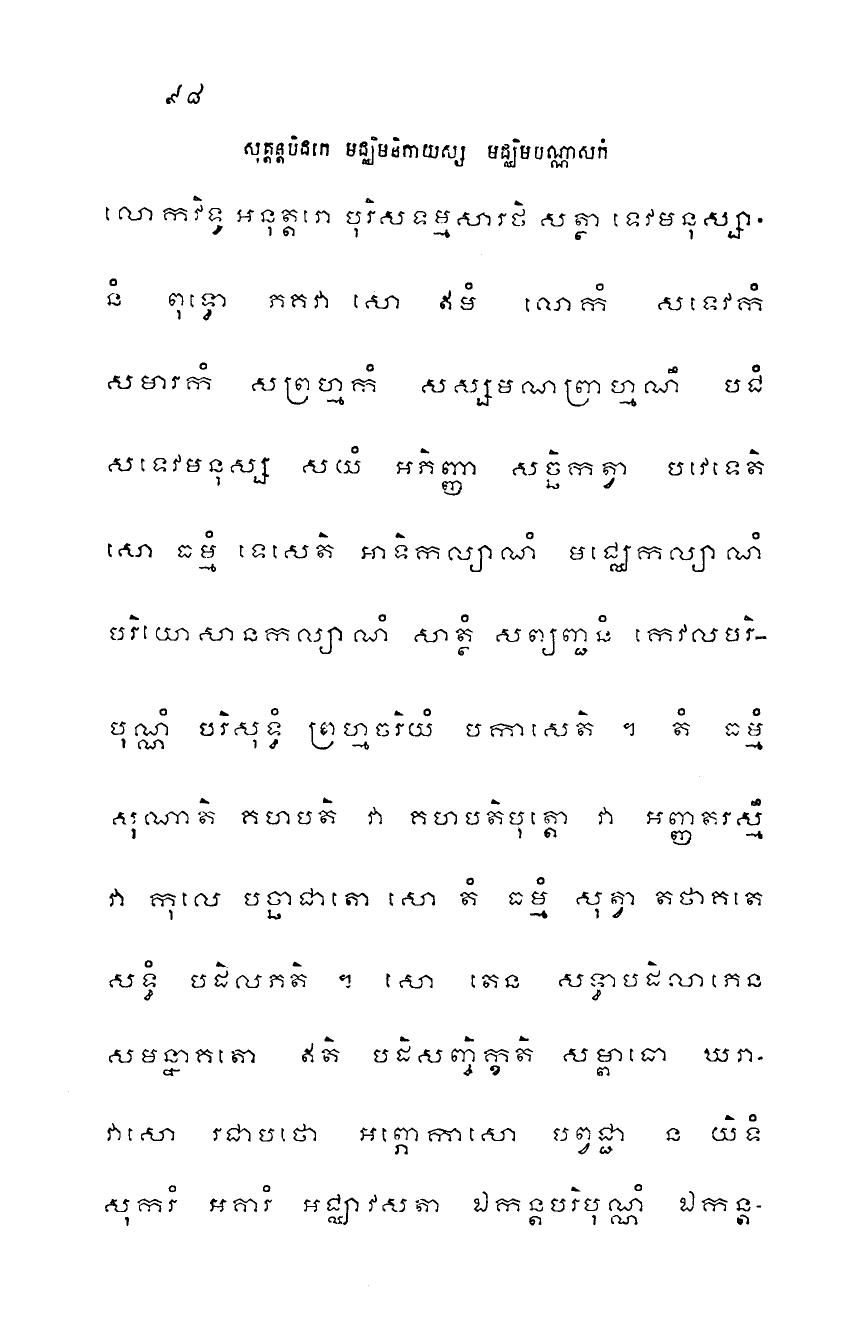 ៩៨
សុត្តន្តបិដកេ មជ្ឈិមនិកាយស្ស មជ្ឈិមបណ្ណាសកំ
លោកវិទូ អនុត្តរោ បុរិសទម្មសារថិ សត្ថា ទេវមនុស្សា-
នំ ពុទ្ធោ ភគវា សោ ឥមំ លោកំ សទេវកំ
សមារកំ សព្រហ្មកំ សស្សមណព្រាហ្មណឹ បជំ
សទេវមនុស្ស សយំ អភិញ្ញា សច្ឆិកត្វា បវេទេតិ
សោ ធម្មំ ទេសេតិ អាទិកល្យាណំ មជ្ឈេកល្យាណំ
បរិយោសានកល្យាណំ សាត្ថំ សព្យញ្ជនំ កេវលបរិ-
បុណ្ណំ បរិសុទ្ធំ ព្រហ្មចរិយំ បកាសេតិ ។ តំ ធម្មំ
សុណាតិ គហបតិ វា គហបតិបុត្តោ វា អញ្ញតរស្មឹ
វា កុលេ បច្ឆាជាតោ សោ តំ ធម្មំ សុត្វា តថាគតេ
សទ្ធំ បដិលភតិ ។ សោ តេន សទ្ធាបដិលាភេន
សមន្នាគតោ ឥតិ បដិសញ្ចិក្ខតិ សម្ពាធោ ឃរា-
វាសោ រជាបថោ អព្ភោកាសោ បព្វជ្ជា ន យិទំ
សុករំ អគារំ អជ្ឈាវសតា ឯកន្តបរិបុណ្ណំ ឯកន្ត-